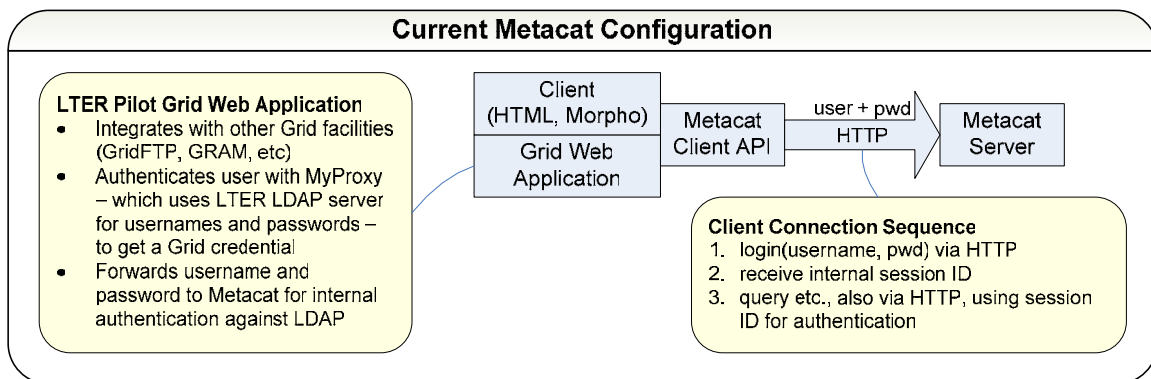 Current Metacat Configuration
LTER Pilot Grid Web Application
• Integrates with other Grid facilities
(GridFTP, GRAM, etc)
• Authenticates user with MyProxy
– which uses LTER LDAP server
for usernames and passwords –
to get a Grid credential
• Forwards username and
password to Metacat for internal
authentication against LDAP
Client
(HTML, Morpho)
Grid Web
Application
Metacat
Client API
user + pwd
HTTP
Metacat
Server
Client Connection Sequence
1. login(username, pwd) via HTTP
2. receive internal session ID
3. query etc., also via HTTP, using session
ID for authentication